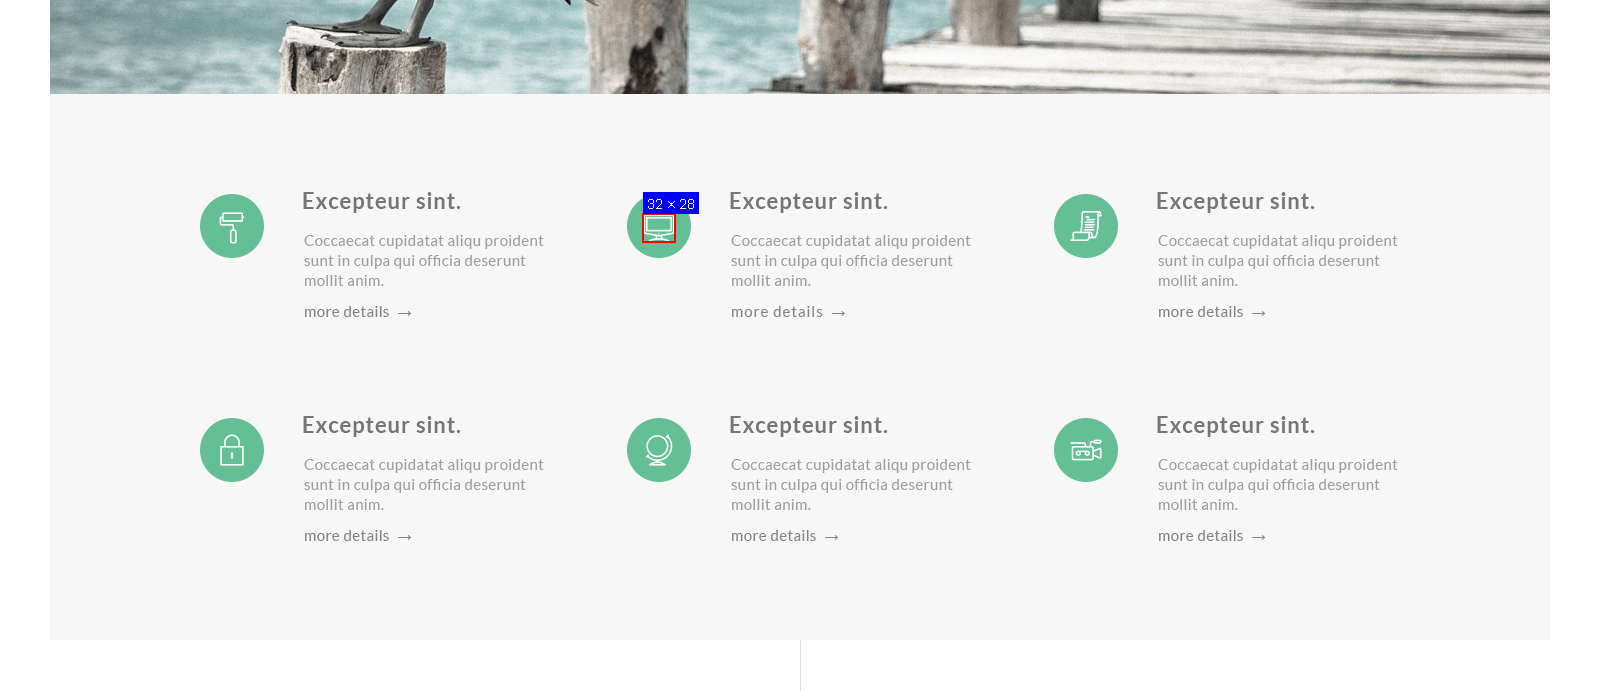 Excepteur sint.
Coccaecat cupidatat aliqu proident
sunt in culpa qui officia deserunt
mollit anim.
more details →
32 × 28
Excepteur sint.
Coccaecat cupidatat aliqu proident
sunt in culpa qui officia deserunt
mollit anim.
more details →
Excepteur sint.
Coccaecat cupidatat aliqu proident
sunt in culpa qui officia deserunt
mollit anim.
more details →
Excepteur sint.
Coccaecat cupidatat aliqu proident
sunt in culpa qui officia deserunt
mollit anim.
more details →
Excepteur sint.
Coccaecat cupidatat aliqu proident
sunt in culpa qui officia deserunt
mollit anim.
more details →
Excepteur sint.
Coccaecat cupidatat aliqu proident
sunt in culpa qui officia deserunt
mollit anim.
more details →